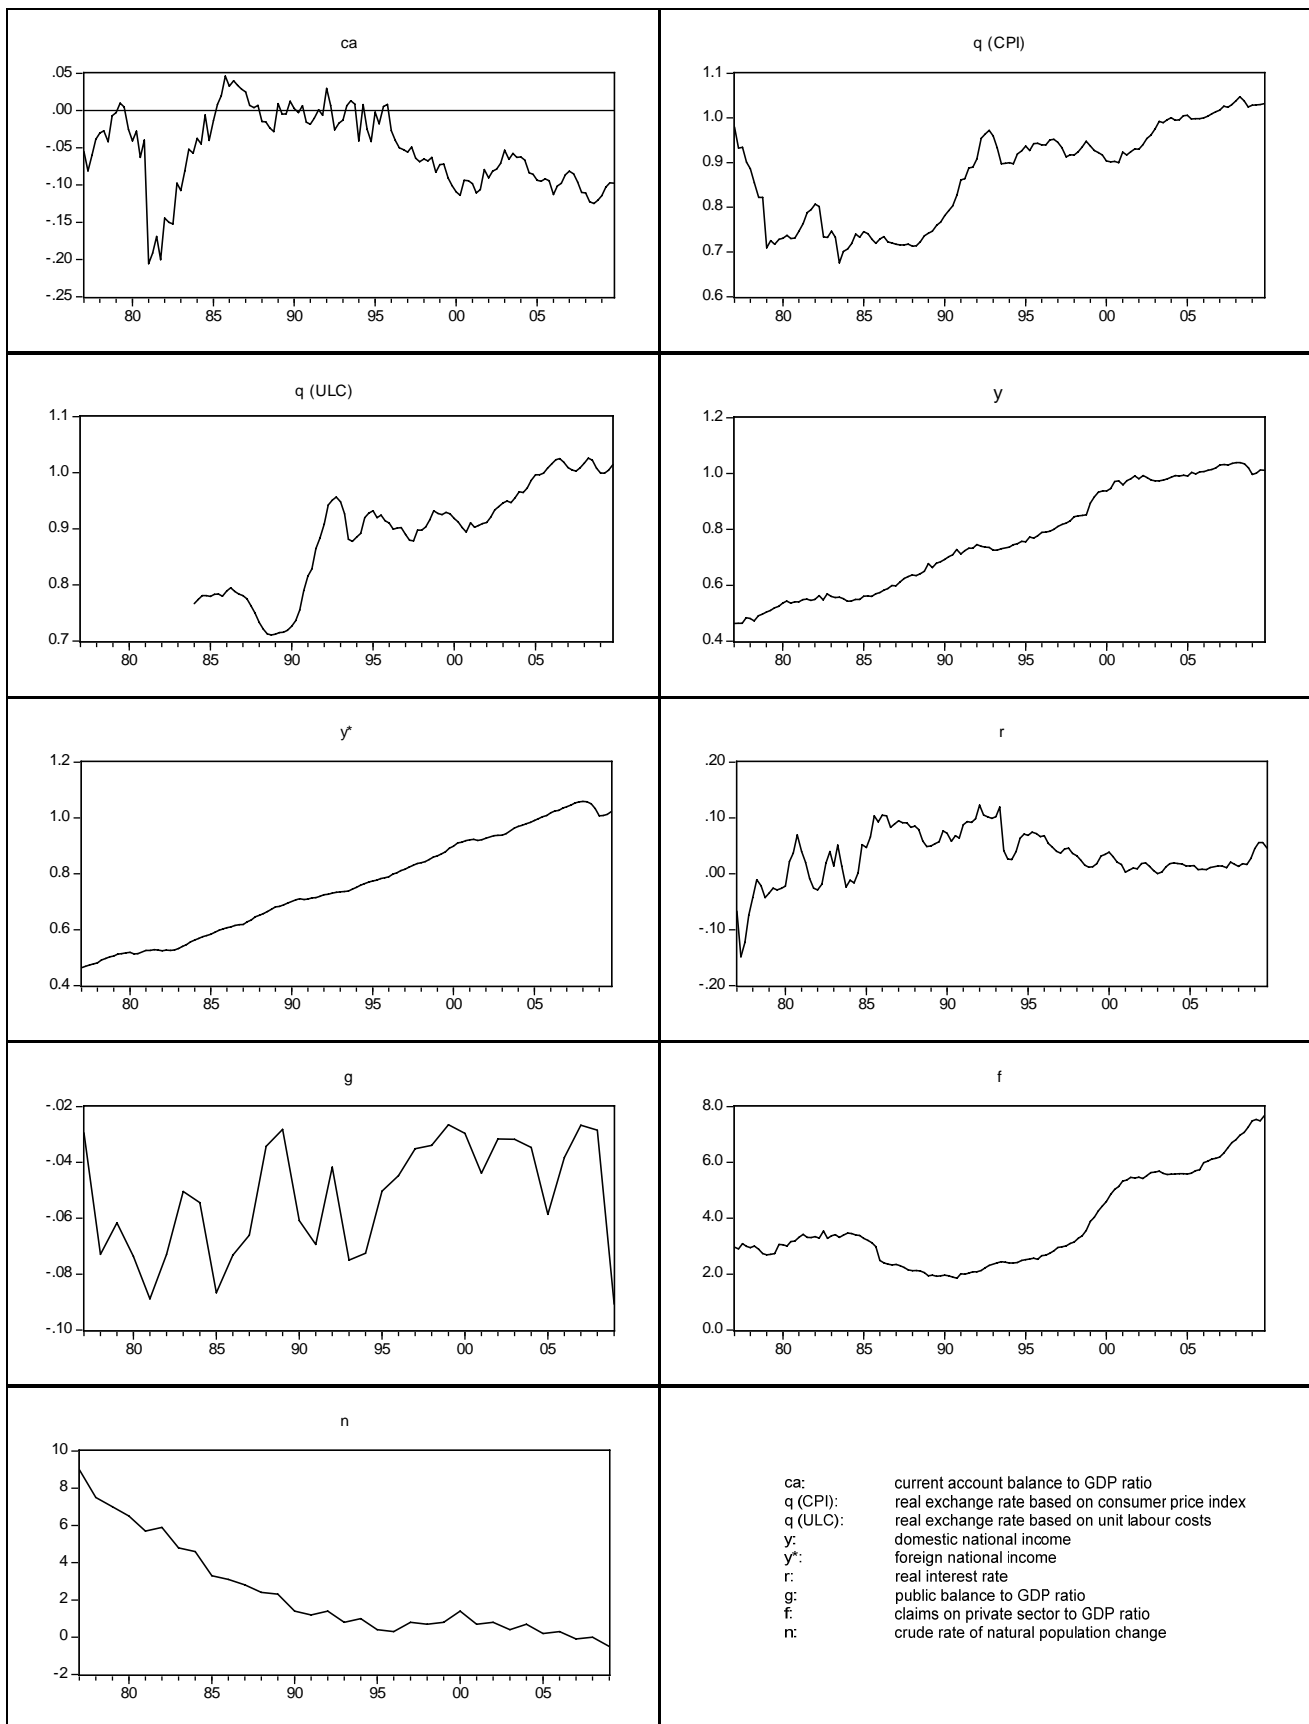 ca
.05
.00
-.05
-.10
-.15
-.20
-.25
80 85 90 95 00 05
q (CPI)
1.1
1.0
0.9
0.8
0.7
0.6
80 85 90 95 00 05
q (ULC)
1.1
1.0
0.9
0.8
0.7
80 85 90 95 00 05
y
1.2
1.0
0.8
0.6
0.4
80 85 90 95 00 05
y*
1.2
1.0
0.8
0.6
0.4
80 85 90 95 00 05
r
.20
.10
.00
-.10
-.20
80 85 90 95 00 05
g
-.02
-.04
-.06
-.08
-.10
80 85 90 95 00 05
f
8.0
6.0
4.0
2.0
0.0
80 85 90 95 00 05
n
10
8
6
4
2
0
-2
80 85 90 95 00 05
ca: current account balance to GDP ratio
q (CPI): real exchange rate based on consumer price index
q (ULC): real exchange rate based on unit labour costs
y: domestic national income
y*: foreign national income
r: real interest rate
g: public balance to GDP ratio
f: claims on private sector to GDP ratio
n: crude rate of natural population change